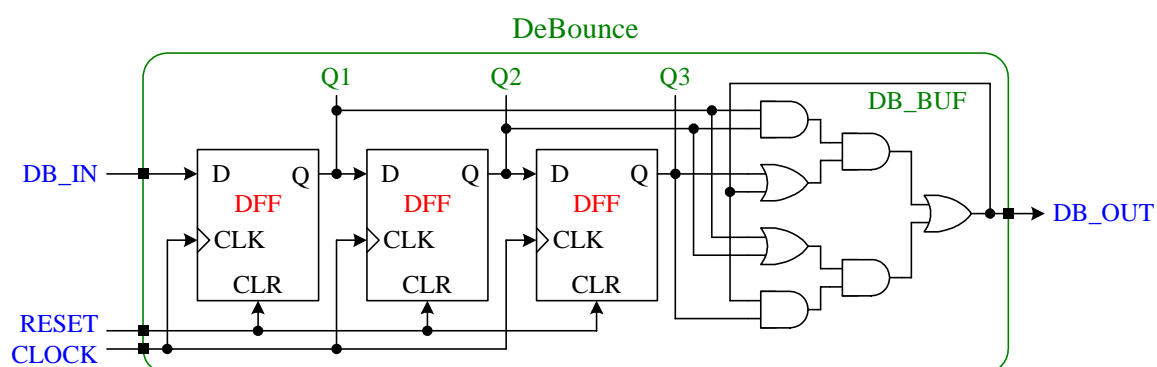 DeBounce
Q1 Q2 Q3
DB_BUF
DB_IN D Q D Q D Q
DFF DFF DFF
DB_OUT
CLK CLK CLK
CLR CLR CLR
RESET
CLOCK